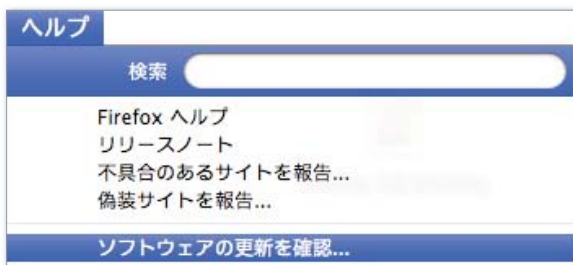 ヘルプ
検索
Firefox ヘルプ
リリースノート
不具合のあるサイトを報告...
偽装サイトを報告...
ソフトウェアの更新を確認...